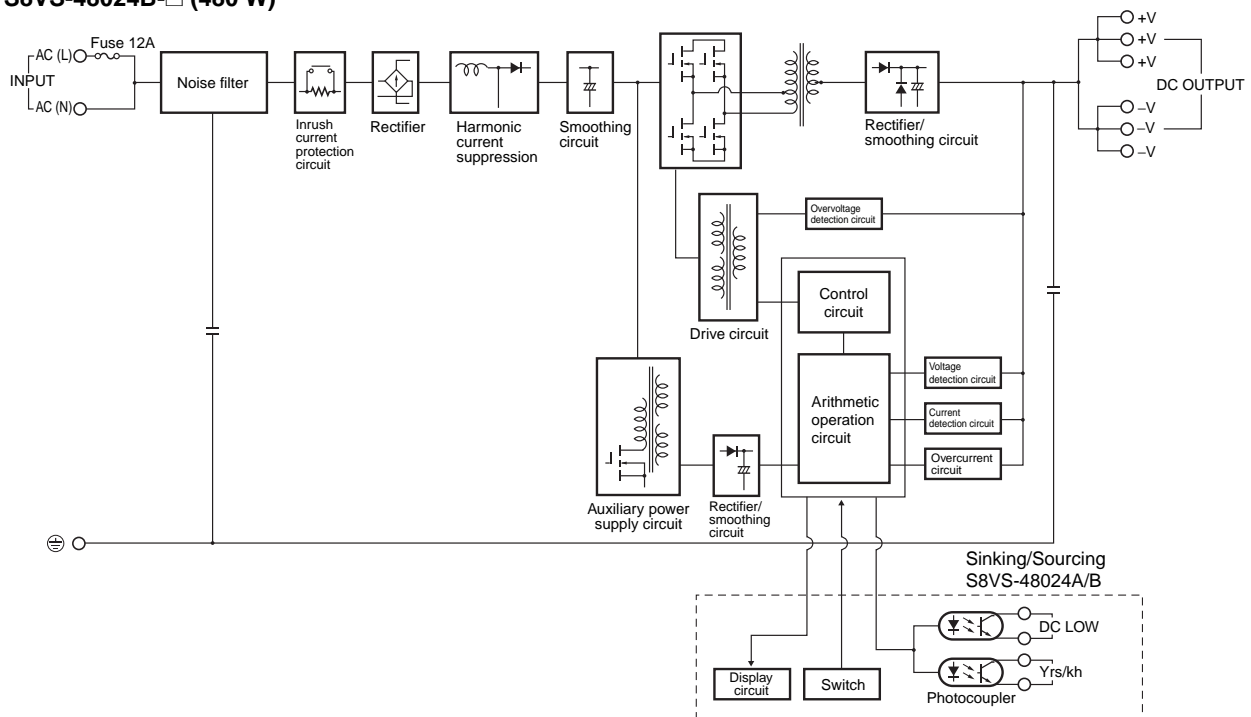 S8VS-48024B-□ (480 W)
Fuse 12A
AC (L)
INPUT
AC (N)
Noise filter
Inrush
current
protection
circuit
Rectifier
Harmonic
current
suppression
Smoothing
circuit
Rectifier/
smoothing circuit
+V
+V
+V
DC OUTPUT
–V
–V
–V
Overvoltage
detection circuit
Drive circuit
Control
circuit
Arithmetic
operation
circuit
Voltage
detection circuit
Current
detection circuit
Overcurrent
circuit
Auxiliary power
supply circuit
Rectifier/
smoothing
circuit
Sinking/Sourcing
S8VS-48024A/B
DC LOW
Yrs/kh
Photocoupler
Display
circuit
Switch